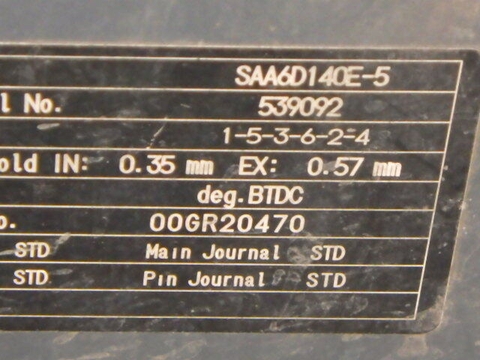 SAA6D140E-5
l No. 539092
1-5-3-6-2-4
old IN: 0.35 mm EX: 0.57 mm
deg.BTDC
o. 00GR20470
STD Main Journal STD
STD Pin Journal STD